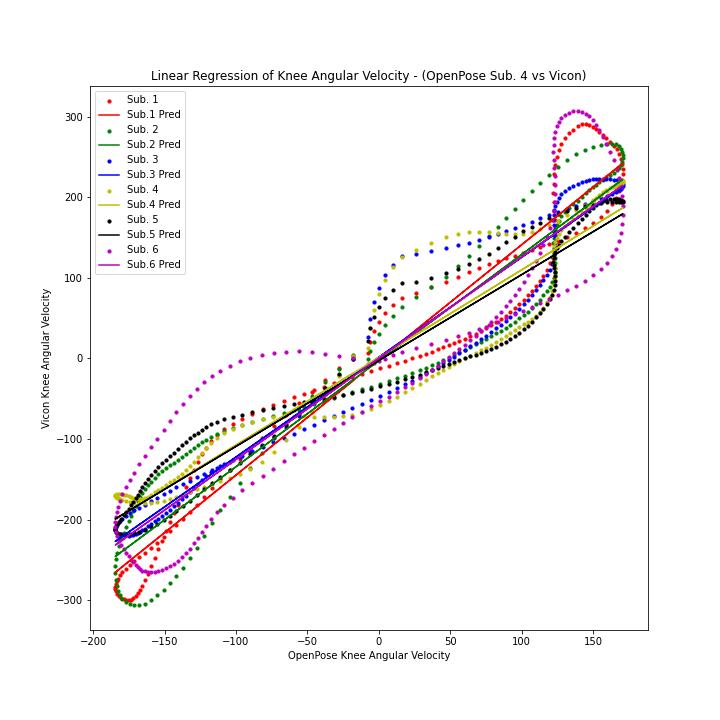 Linear Regression of Knee Angular Velocity - (OpenPose Sub. 4 vs Vicon)
Sub. 1
Sub.1 Pred
Sub. 2
Sub.2 Pred
Sub. 3
Sub.3 Pred
Sub. 4
Sub.4 Pred
Sub. 5
Sub.5 Pred
Sub. 6
Sub.6 Pred
Vicon Knee Angular Velocity
300
200
100
0
−100
−200
−300
−200 −150 −100 −50 0 50 100 150
OpenPose Knee Angular Velocity